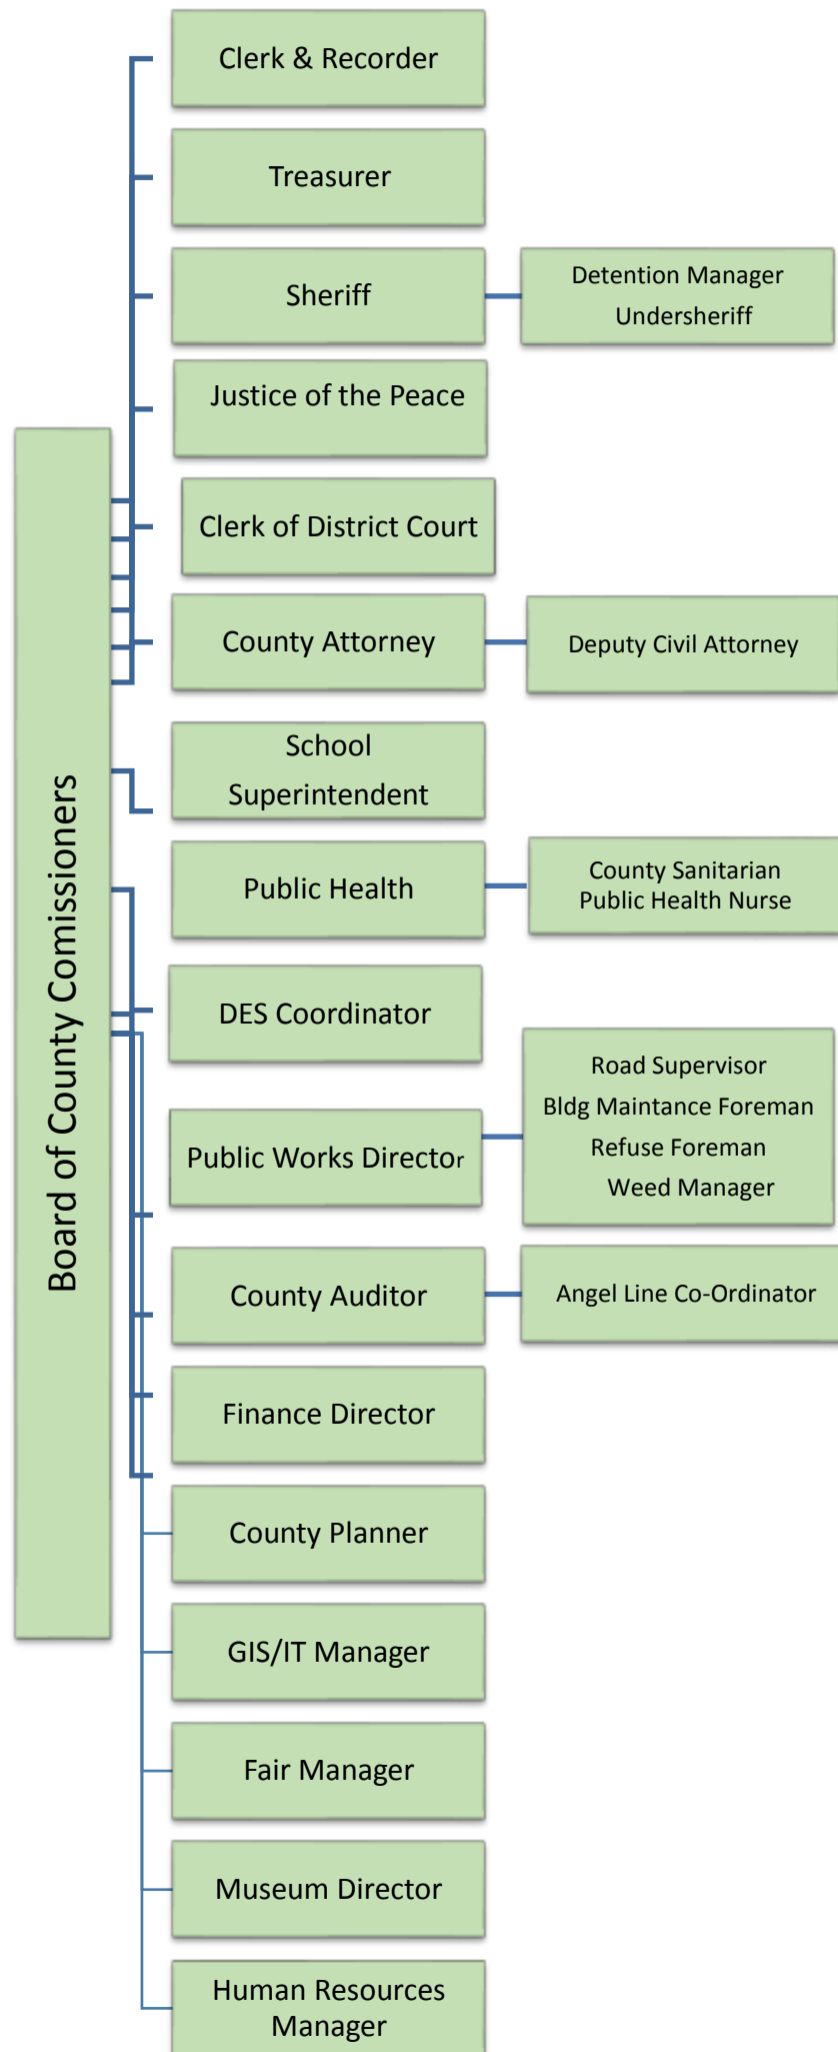 Clerk & Recorder
Treasurer
Sheriff
Detention Manager
Undersheriff
Justice of the Peace
Clerk of District Court
County Attorney
Deputy Civil Attorney
Board of County Comissioners
School
Superintendent
Public Health
County Sanitarian
Public Health Nurse
DES Coordinator
Public Works Director
Road Supervisor
Bldg Maintance Foreman
Refuse Foreman
Weed Manager
County Auditor
Angel Line Co-Ordinator
Finance Director
County Planner
GIS/IT Manager
Fair Manager
Museum Director
Human Resources
Manager